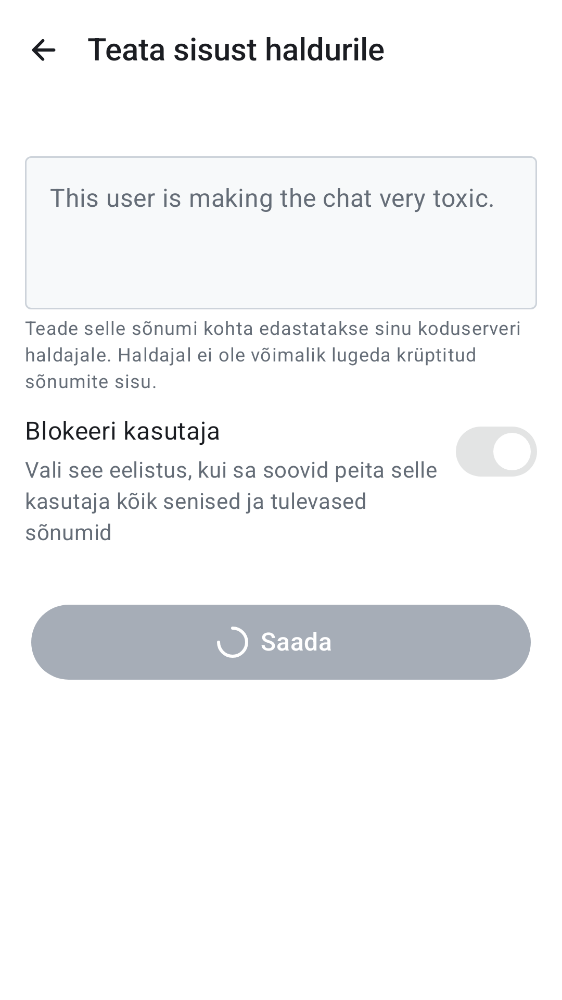 Teata sisust haldurile
This user is making the chat very toxic.
Teade selle sõnumi kohta edastatakse sinu koduserveri
haldajale. Haldajal ei ole võimalik lugeda krüptitud
sõnumite sisu.
Blokeeri kasutaja
Vali see eelistus, kui sa soovid peita selle
kasutaja kõik senised ja tulevased
sõnumid
Saada